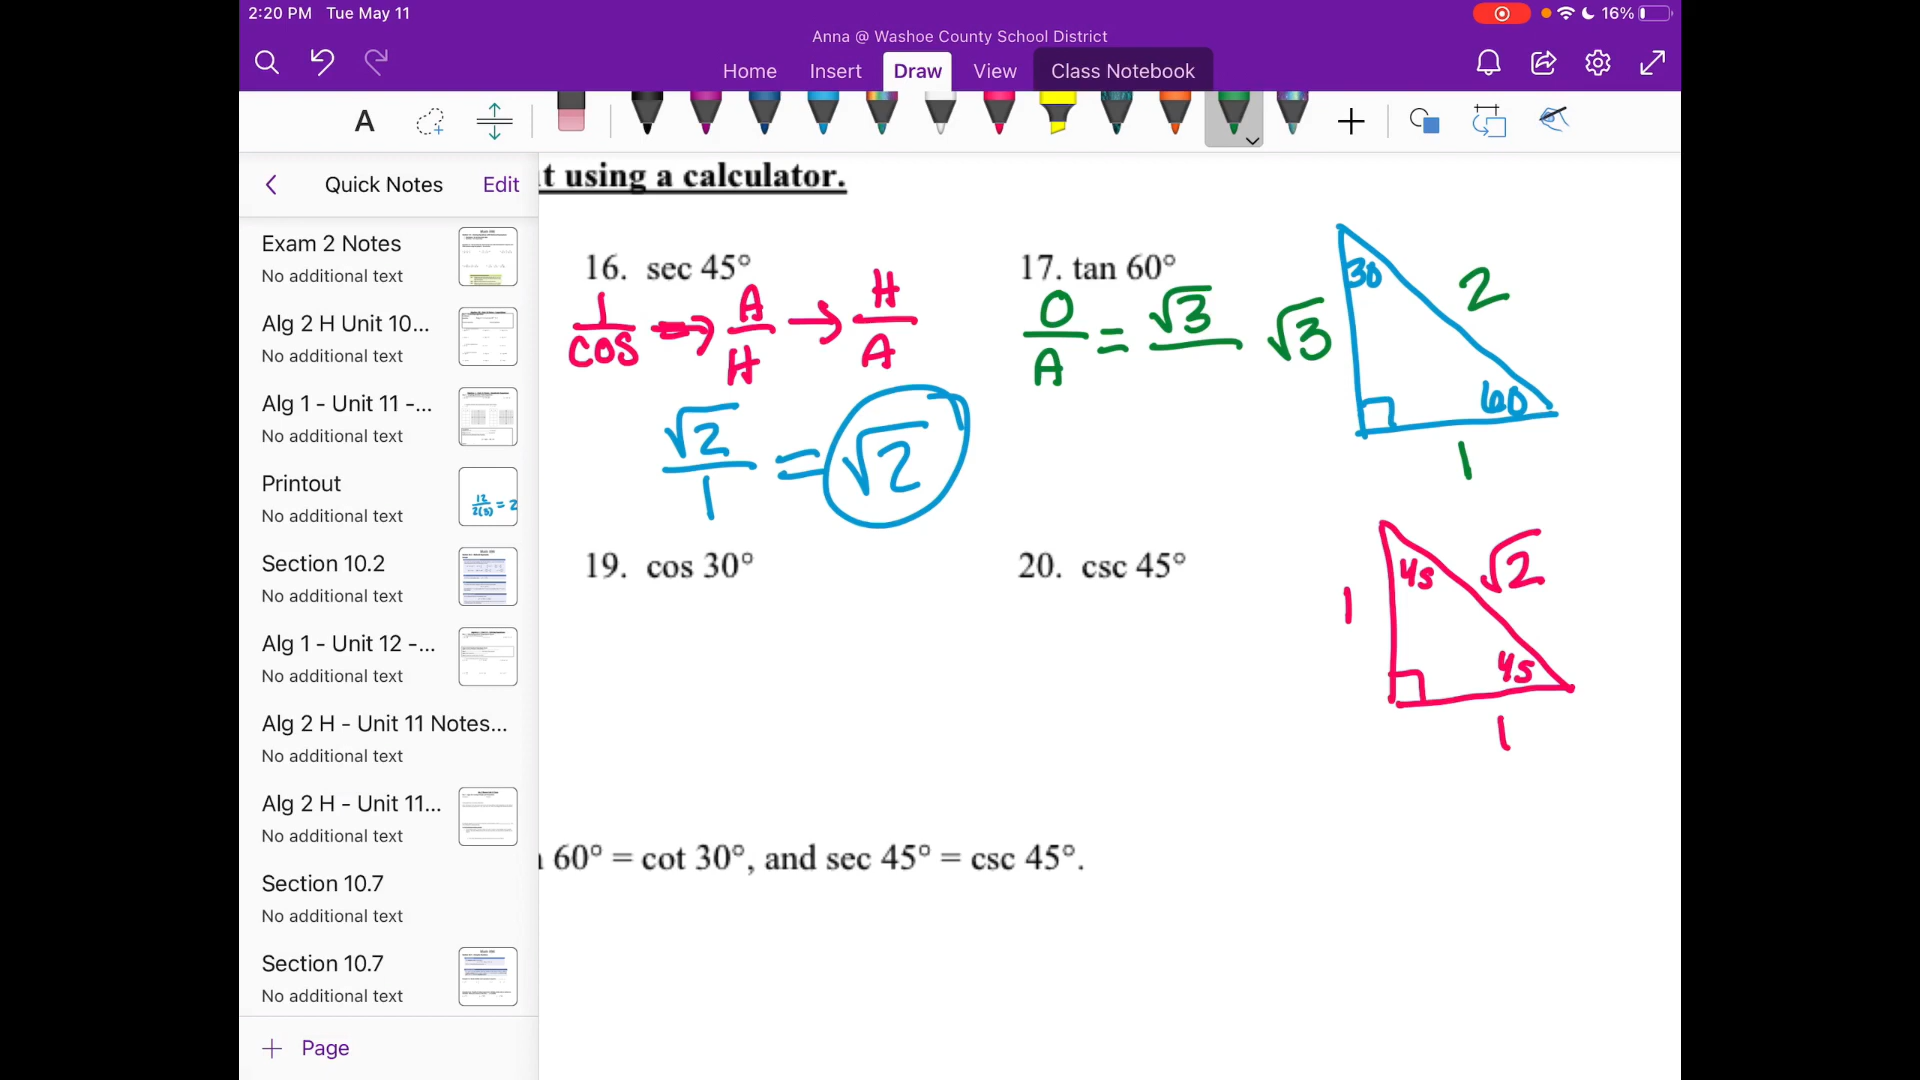 2:20 PM Tue May 11
16%
Anna @ Washoe County School District
Home Insert Draw View Class Notebook
A
Quick Notes Edit
Exam 2 Notes
No additional text
Alg 2 H Unit 10...
No additional text
Alg 1 - Unit 11 -...
No additional text
Printout
No additional text
12/2(3) = 2
Section 10.2
No additional text
Alg 1 - Unit 12 -...
No additional text
Alg 2 H - Unit 11 Notes...
No additional text
Alg 2 H - Unit 11...
No additional text
Section 10.7
No additional text
Section 10.7
No additional text
+ Page
t using a calculator.
16. sec 45°
1/cos → A/H → H/A
√2/1 = √2
17. tan 60°
O/A = √3/
√3
30
2
60
1
19. cos 30°
20. csc 45°
45
√2
1
45
1
60° = cot 30°, and sec 45° = csc 45°.